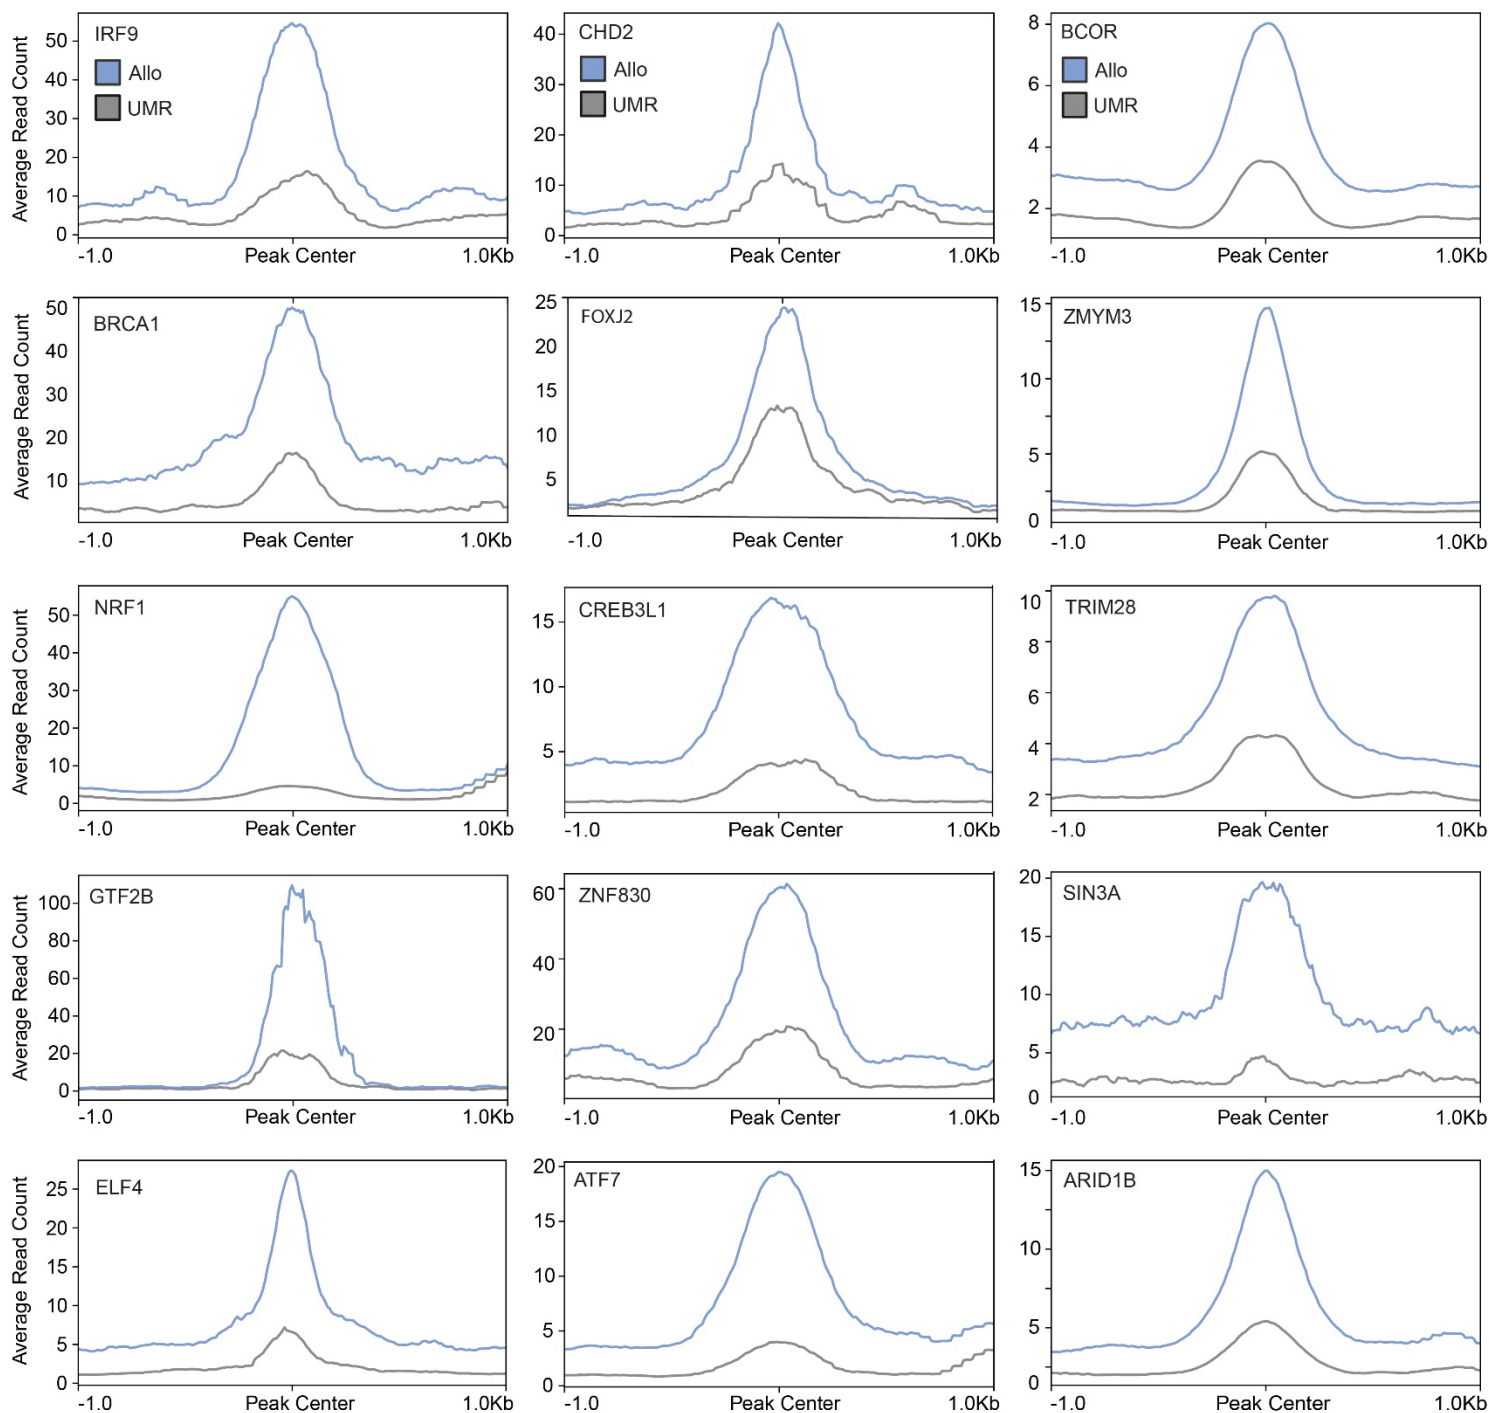 IRF9
Allo
UMR
Average Read Count
50
40
30
20
10
0
-1.0 Peak Center 1.0Kb
CHD2
Allo
UMR
40
30
20
10
0
-1.0 Peak Center 1.0Kb
BCOR
Allo
UMR
8
6
4
2
-1.0 Peak Center 1.0Kb
BRCA1
Average Read Count
50
40
30
20
10
-1.0 Peak Center 1.0Kb
FOXJ2
25
20
15
10
5
-1.0 Peak Center 1.0Kb
ZMYM3
15
10
5
0
-1.0 Peak Center 1.0Kb
NRF1
Average Read Count
50
40
30
20
10
0
-1.0 Peak Center 1.0Kb
CREB3L1
15
10
5
-1.0 Peak Center 1.0Kb
TRIM28
10
8
6
4
2
-1.0 Peak Center 1.0Kb
GTF2B
Average Read Count
100
80
60
40
20
0
-1.0 Peak Center 1.0Kb
ZNF830
60
40
20
-1.0 Peak Center 1.0Kb
SIN3A
20
15
10
5
0
-1.0 Peak Center 1.0Kb
ELF4
Average Read Count
25
20
15
10
5
0
-1.0 Peak Center 1.0Kb
ATF7
20
15
10
5
0
-1.0 Peak Center 1.0Kb
ARID1B
15
10
5
0
-1.0 Peak Center 1.0Kb